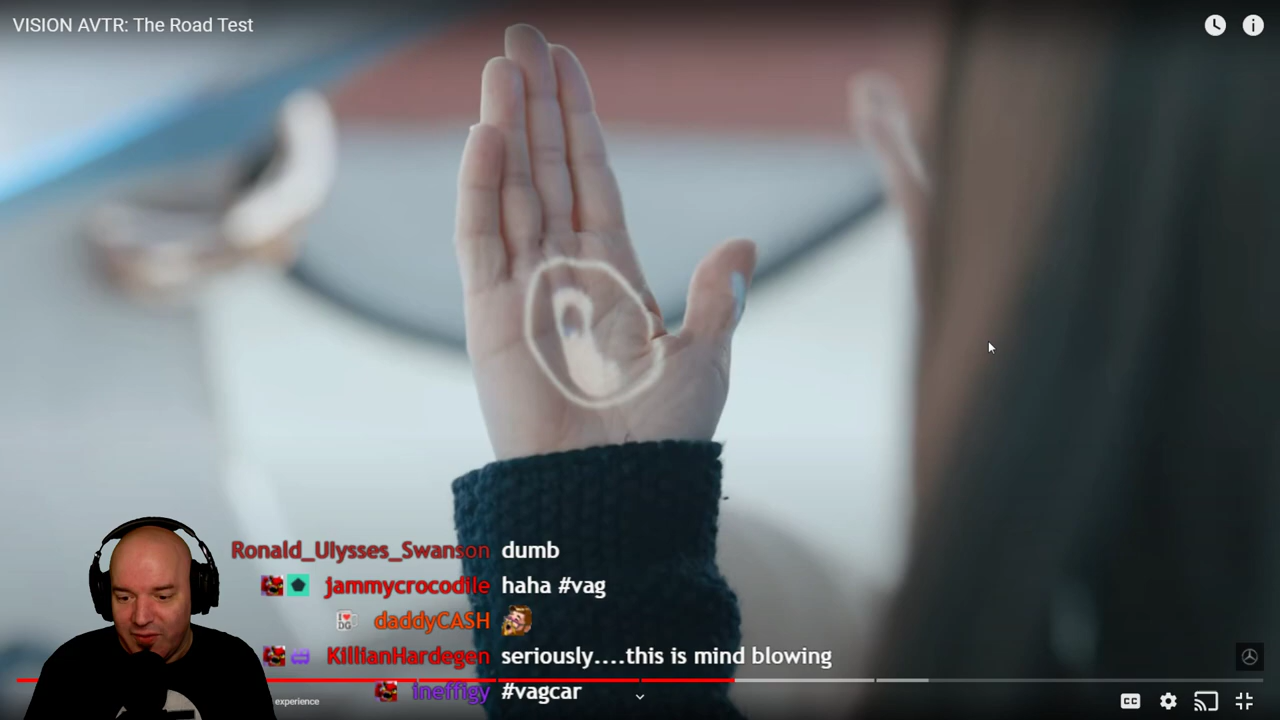 VISION AVTR: The Road Test
Ronald_Ulysses_Swanson dumb
jammycrocodile haha #vag
daddyCASH
KillianHardegen seriously....this is mind blowing
ineffigy #vagcar
experience
CC